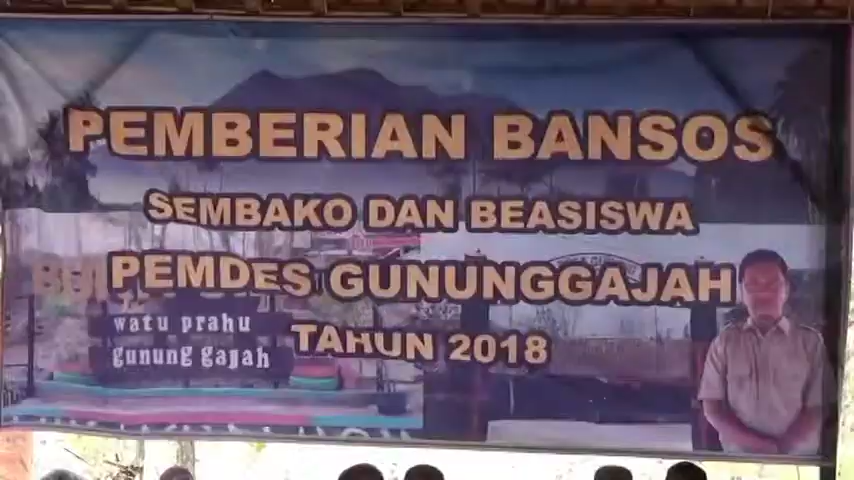 PEMBERIAN BANSOS
SEMBAKO DAN BEASISWA
PEMDES GUNUNGGAJAH
TAHUN 2018
watu prahu
gunung gajah